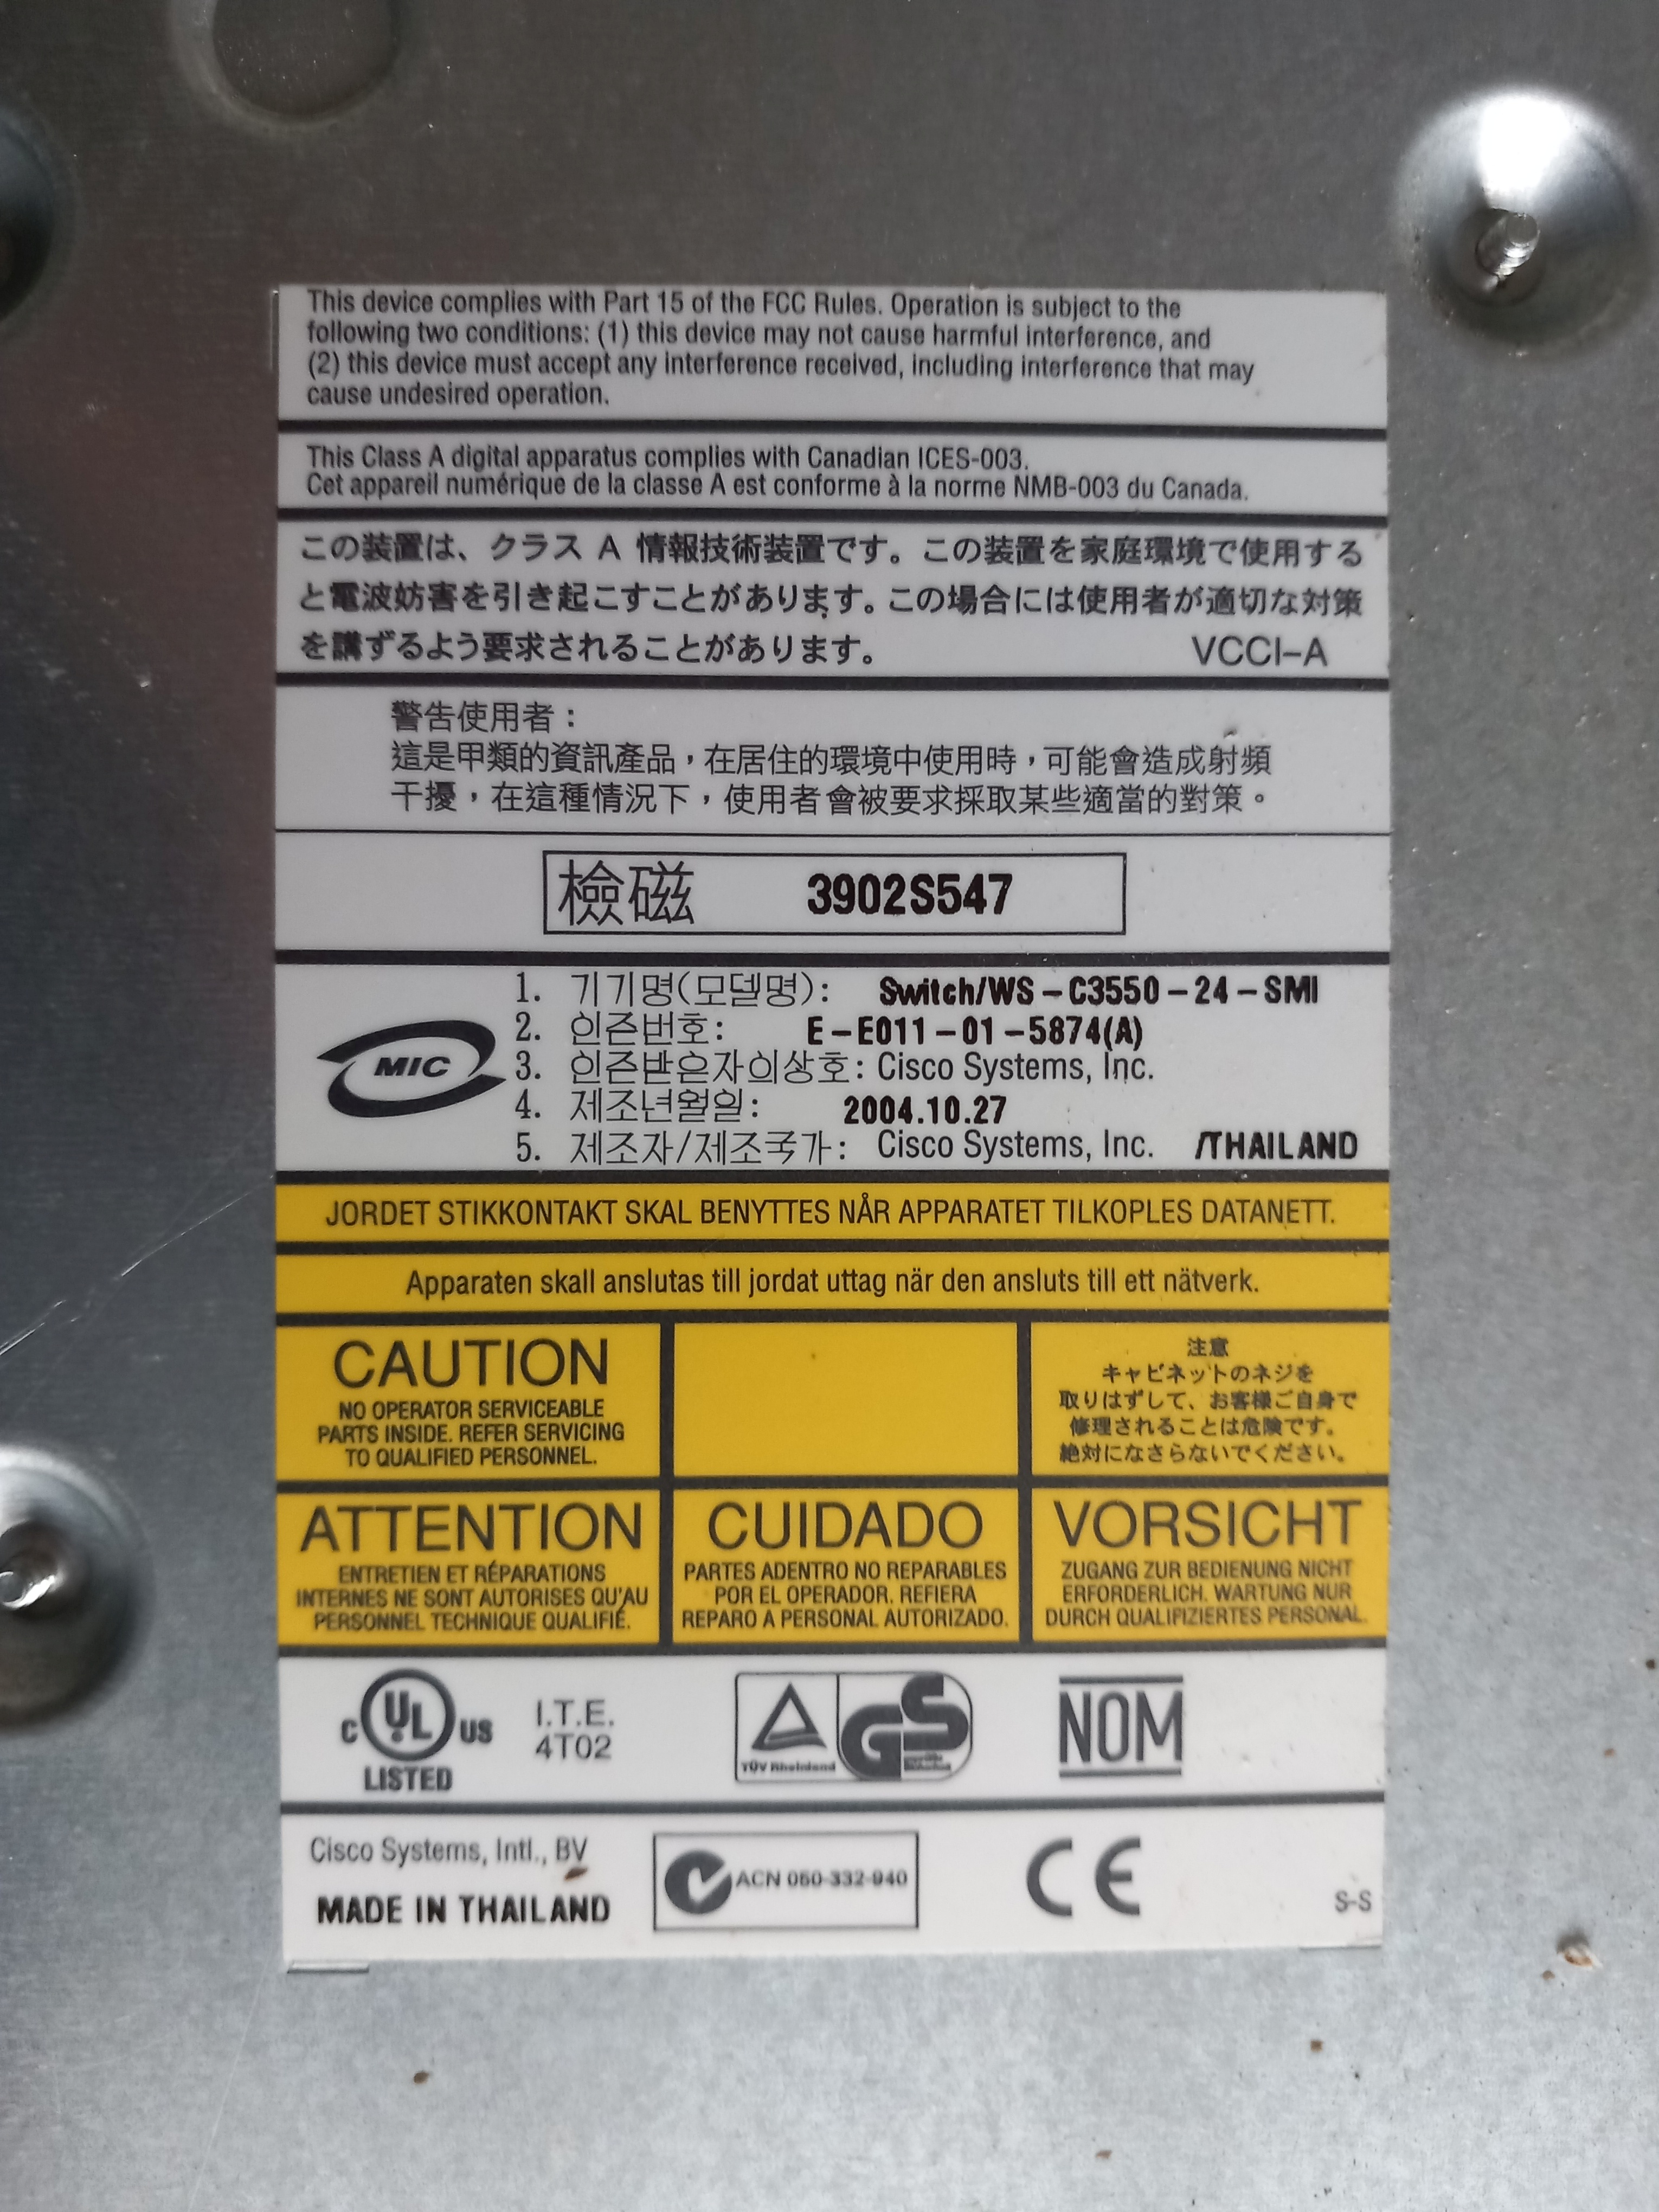 This device complies with Part 15 of the FCC Rules. Operation is subject to the
following two conditions: (1) this device may not cause harmful interference, and
(2) this device must accept any interference received, including interference that may
cause undesired operation.
This Class A digital apparatus complies with Canadian ICES-003.
Cet appareil numérique de la classe A est conforme à la norme NMB-003 du Canada.
この装置は、クラス A 情報技術装置です。この装置を家庭環境で使用する
と電波妨害を引き起こすことがあります。この場合には使用者が適切な対策
を講ずるよう要求されることがあります。 VCCI-A
警告使用者：
這是甲類的資訊產品，在居住的環境中使用時，可能會造成射頻
干擾，在這種情況下，使用者會被要求採取某些適當的對策。
檢磁 3902S547
MIC
1. 기기명(모델명): Switch/WS-C3550-24-SMI
2. 인증번호: E-E011-01-5874(A)
3. 인증받은자의상호: Cisco Systems, Inc.
4. 제조년월일: 2004.10.27
5. 제조자/제조국가: Cisco Systems, Inc. /THAILAND
JORDET STIKKONTAKT SKAL BENYTTES NÅR APPARATET TILKOPLES DATANETT.
Apparaten skall anslutas till jordat uttag när den ansluts till ett nätverk.
CAUTION
NO OPERATOR SERVICEABLE
PARTS INSIDE. REFER SERVICING
TO QUALIFIED PERSONNEL.
注意
キャビネットのネジを
取りはずして、お客様ご自身で
修理されることは危険です。
絶対になさらないでください。
ATTENTION
ENTRETIEN ET RÉPARATIONS
INTERNES NE SONT AUTORISES QU'AU
PERSONNEL TECHNIQUE QUALIFIÉ.
CUIDADO
PARTES ADENTRO NO REPARABLES
POR EL OPERADOR. REFIERA
REPARO A PERSONAL AUTORIZADO.
VORSICHT
ZUGANG ZUR BEDIENUNG NICHT
ERFORDERLICH. WARTUNG NUR
DURCH QUALIFIZIERTES PERSONAL.
C UL US
LISTED
I.T.E.
4T02
TÜV Rheinland
GS
geprüfte
Sicherheit
NOM
Cisco Systems, Intl., BV
MADE IN THAILAND
ACN 050-332-940
CE
S-S